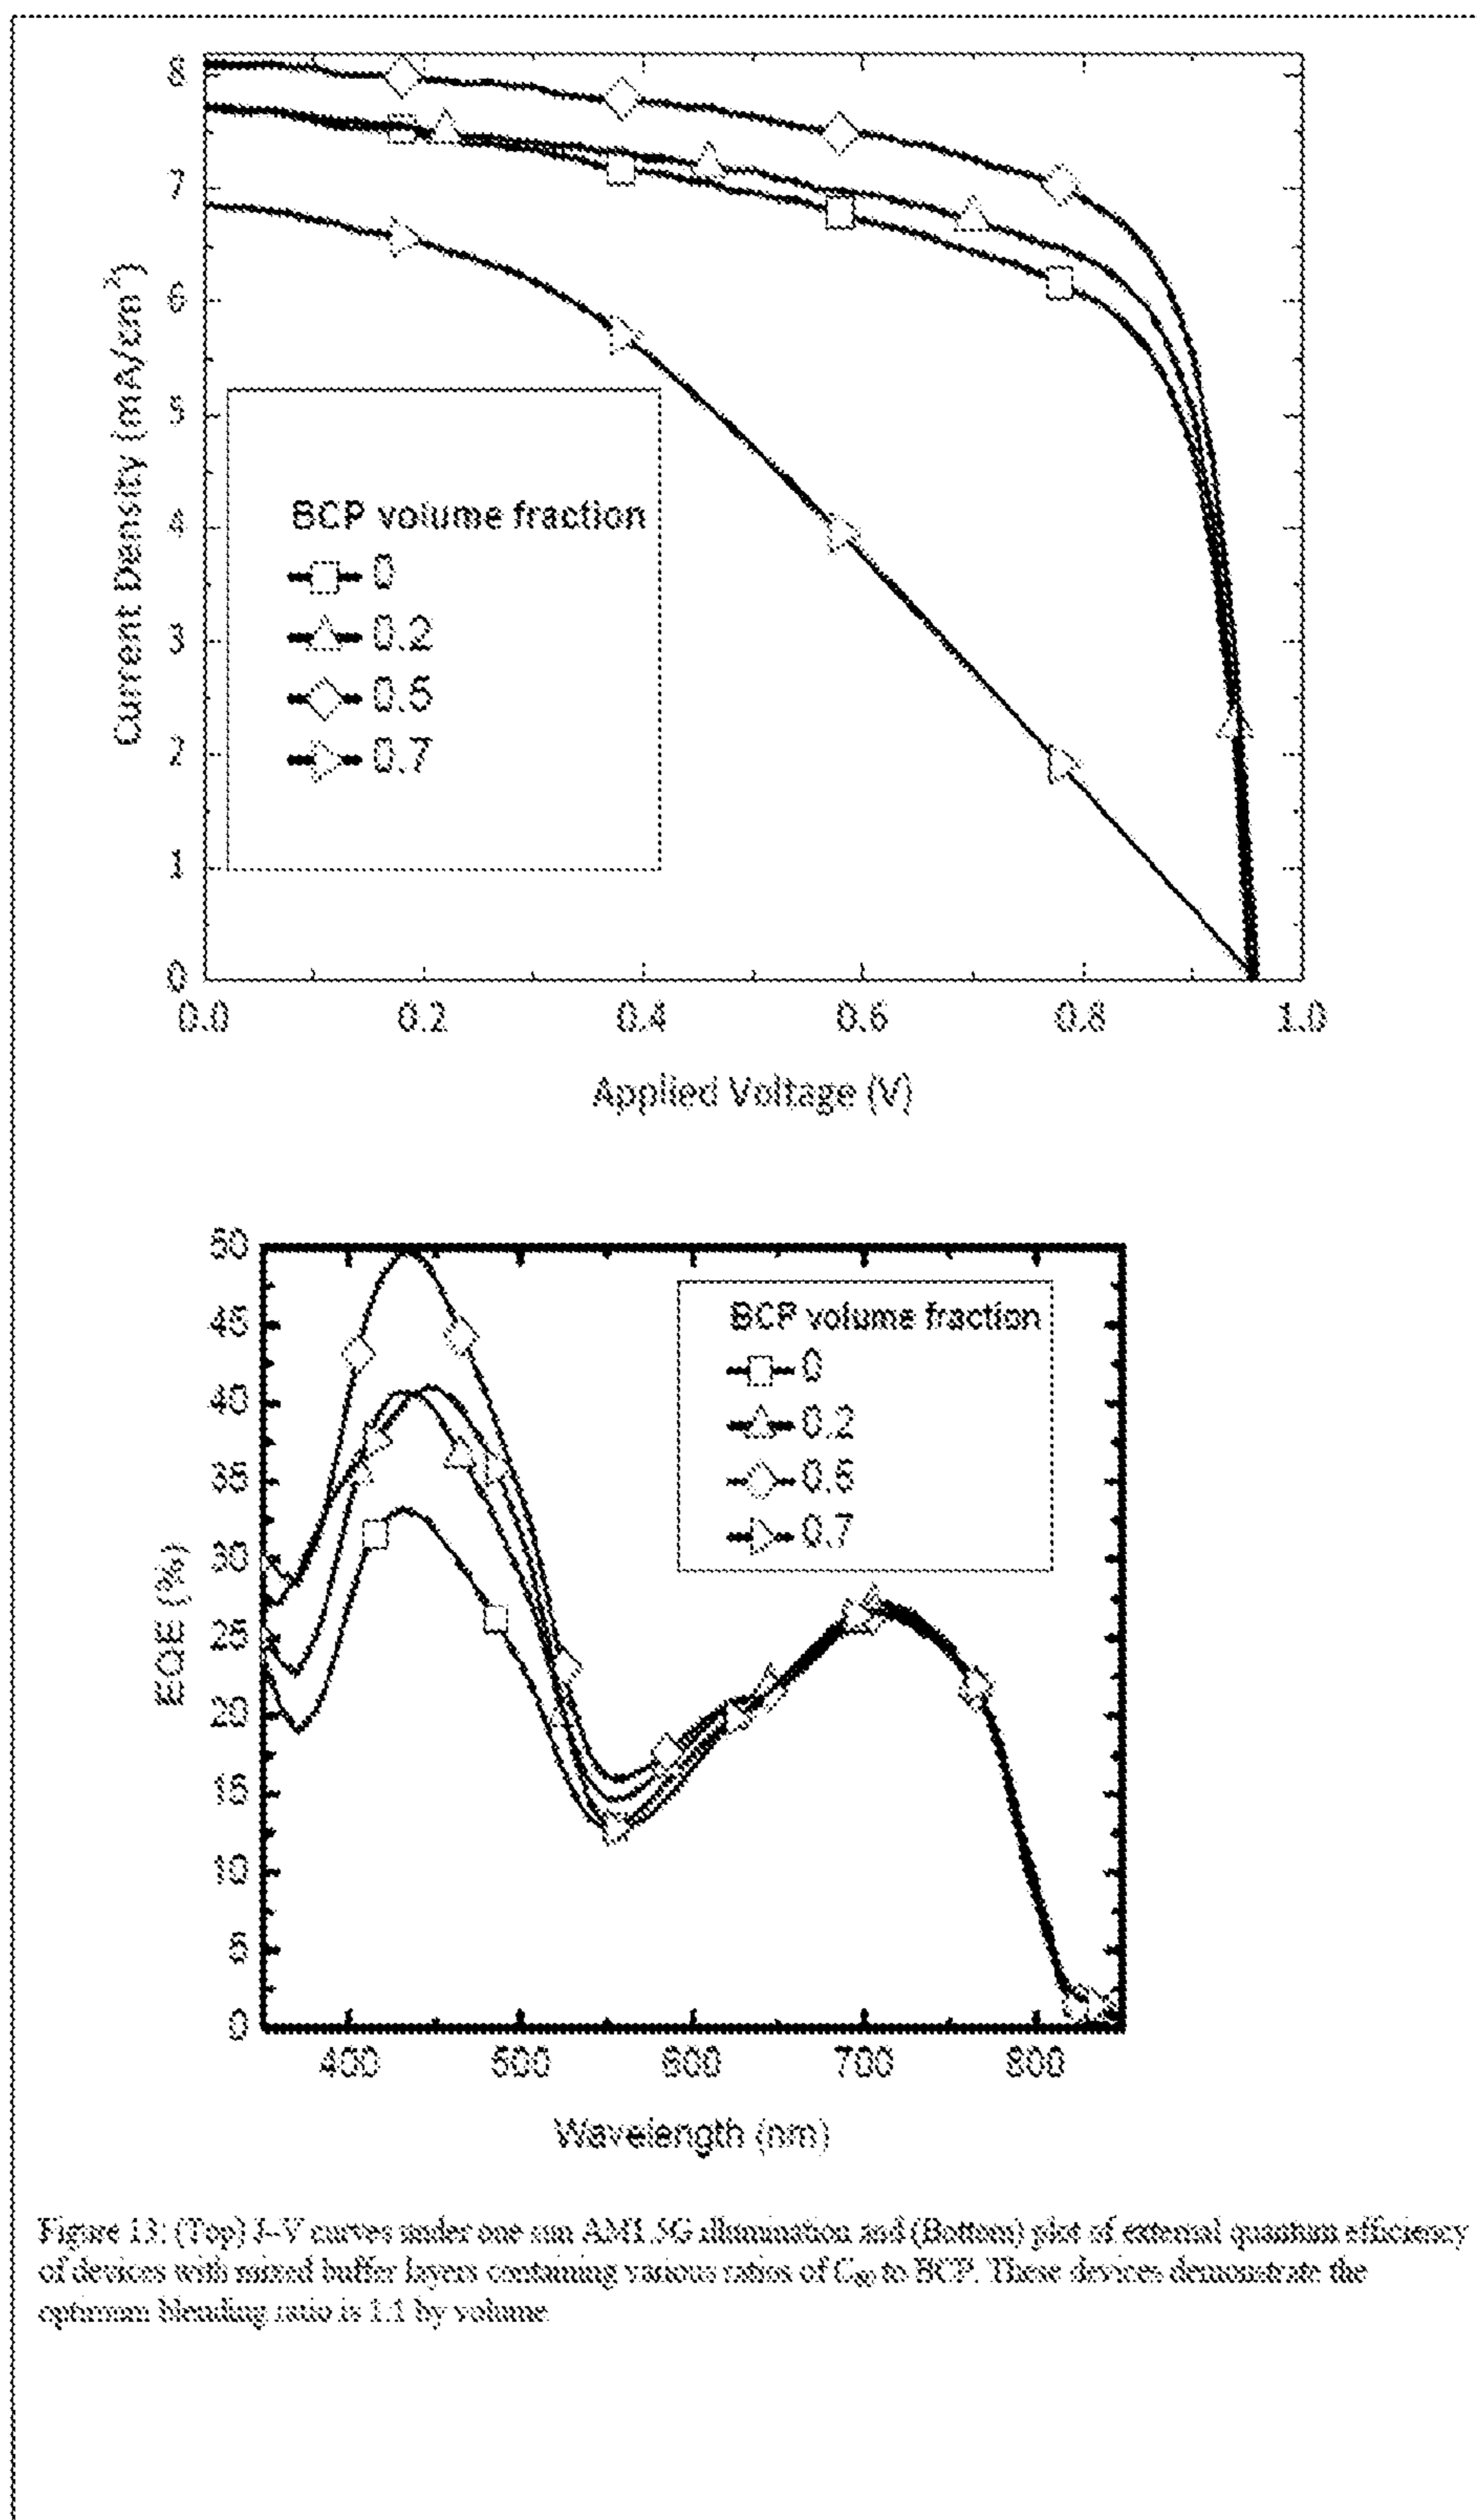 8
7
6
5
4
3
2
1
0
Current Density (mA/cm²)
BCP volume fraction
0
0.2
0.5
0.7
0.0 0.2 0.4 0.6 0.8 1.0
Applied Voltage (V)
50
45
40
35
30
25
20
15
10
5
0
EQE (%)
BCP volume fraction
0
0.2
0.5
0.7
400 500 600 700 800
Wavelength (nm)
Figure 13: (Top) J-V curves under one sun AM1.5G illumination and (Bottom) plot of external quantum efficiency
of devices with mixed buffer layers containing various ratios of C₆₀ to BCP. These devices demonstrate the
optimum blending ratio is 1:1 by volume